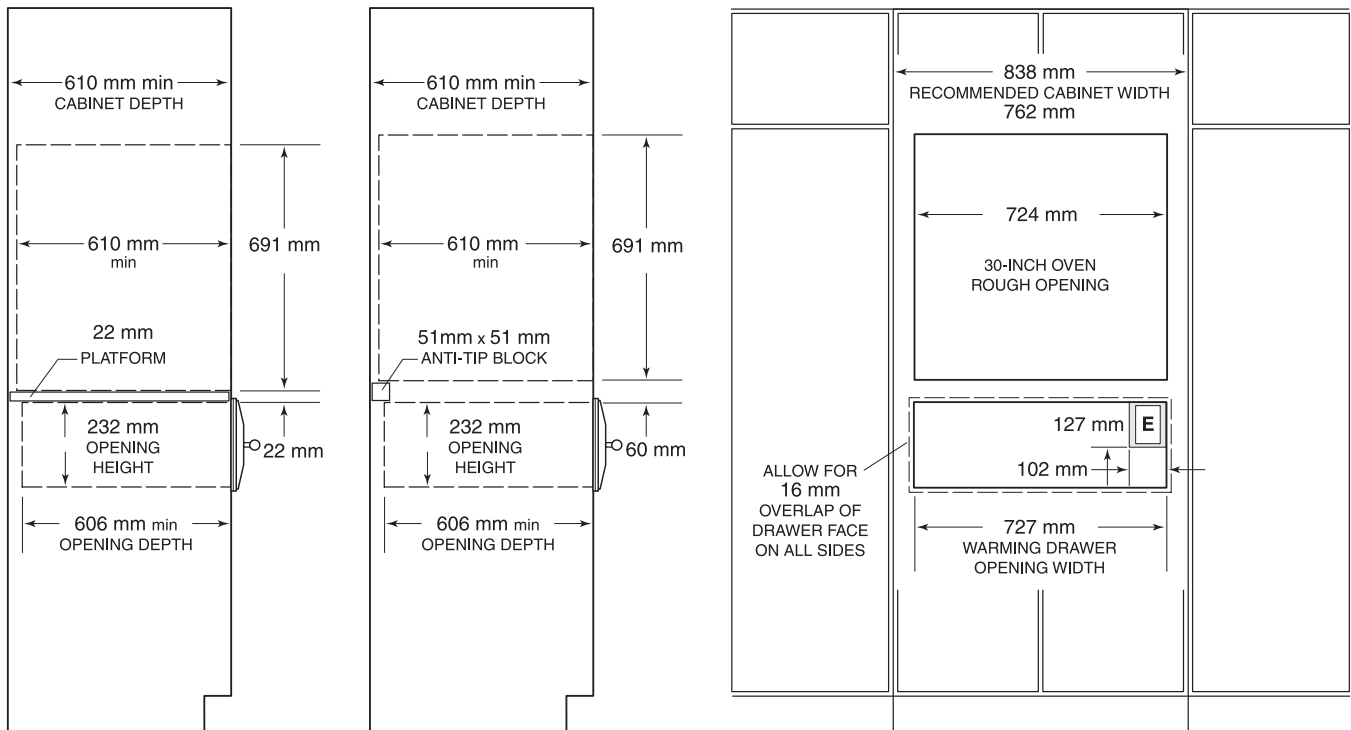 610 mm min
CABINET DEPTH
610 mm
min
691 mm
22 mm
PLATFORM
232 mm
OPENING
HEIGHT
22 mm
606 mm min
OPENING DEPTH
610 mm min
CABINET DEPTH
610 mm
min
691 mm
51mm x 51 mm
ANTI-TIP BLOCK
232 mm
OPENING
HEIGHT
60 mm
606 mm min
OPENING DEPTH
838 mm
RECOMMENDED CABINET WIDTH
762 mm
724 mm
30-INCH OVEN
ROUGH OPENING
127 mm
E
102 mm
ALLOW FOR
16 mm
OVERLAP OF
DRAWER FACE
ON ALL SIDES
727 mm
WARMING DRAWER
OPENING WIDTH